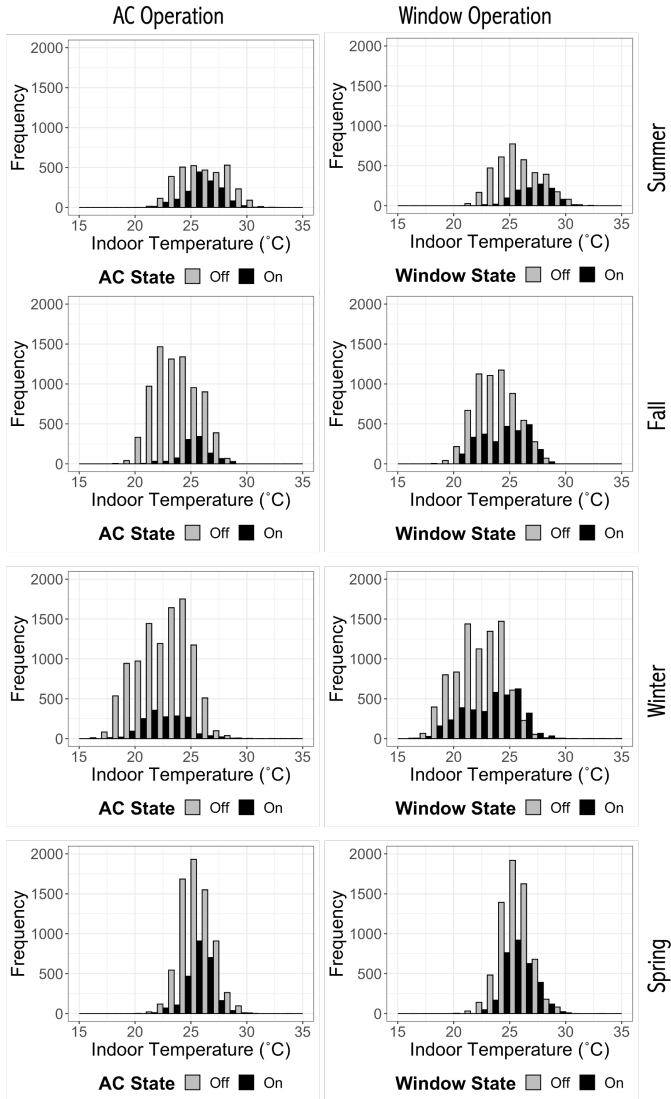 AC Operation Window Operation
2000
1500
1000
500
0
Frequency
15 20 25 30 35
Indoor Temperature (˚C)
AC State Off On
2000
1500
1000
500
0
Frequency
15 20 25 30 35
Indoor Temperature (˚C)
Window State Off On
Summer
2000
1500
1000
500
0
Frequency
15 20 25 30 35
Indoor Temperature (˚C)
AC State Off On
2000
1500
1000
500
0
Frequency
15 20 25 30 35
Indoor Temperature (˚C)
Window State Off On
Fall
2000
1500
1000
500
0
Frequency
15 20 25 30 35
Indoor Temperature (˚C)
AC State Off On
2000
1500
1000
500
0
Frequency
15 20 25 30 35
Indoor Temperature (˚C)
Window State Off On
Winter
2000
1500
1000
500
0
Frequency
15 20 25 30 35
Indoor Temperature (˚C)
AC State Off On
2000
1500
1000
500
0
Frequency
15 20 25 30 35
Indoor Temperature (˚C)
Window State Off On
Spring